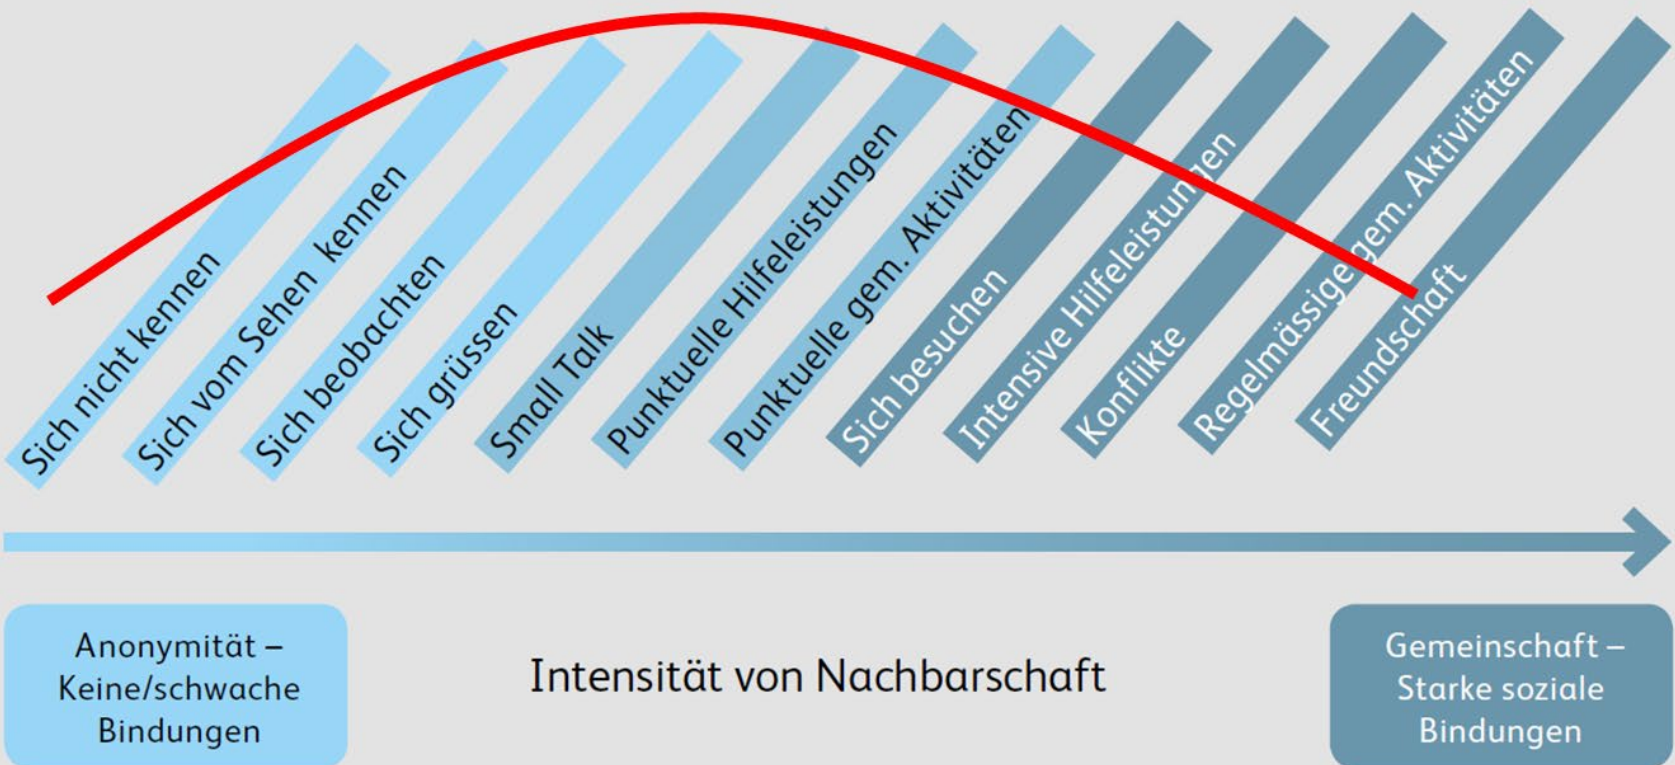 Sich nicht kennen
Sich vom Sehen kennen
Sich beobachten
Sich grüssen
Small Talk
Punktuelle Hilfeleistungen
Punktuelle gem. Aktivitäten
Sich besuchen
Intensive Hilfeleistungen
Konflikte
Regelmässige gem. Aktivitäten
Freundschaft
Anonymität –
Keine/schwache
Bindungen
Intensität von Nachbarschaft
Gemeinschaft –
Starke soziale
Bindungen